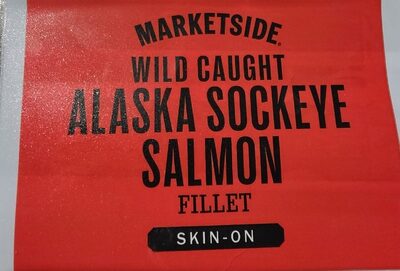 MARKETSIDE®
WILD CAUGHT
ALASKA SOCKEYE
SALMON
FILLET
SKIN-ON